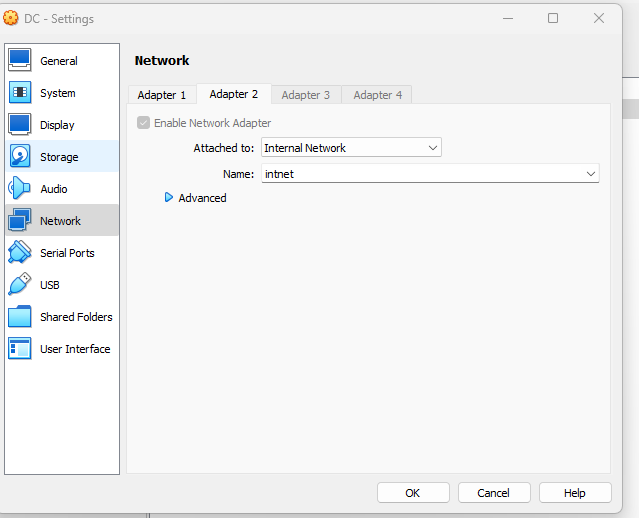 DC - Settings
General
System
Display
Storage
Audio
Network
Serial Ports
USB
Shared Folders
User Interface
Network
Adapter 1 Adapter 2 Adapter 3 Adapter 4
Enable Network Adapter
Attached to: Internal Network
Name: intnet
Advanced
OK Cancel Help